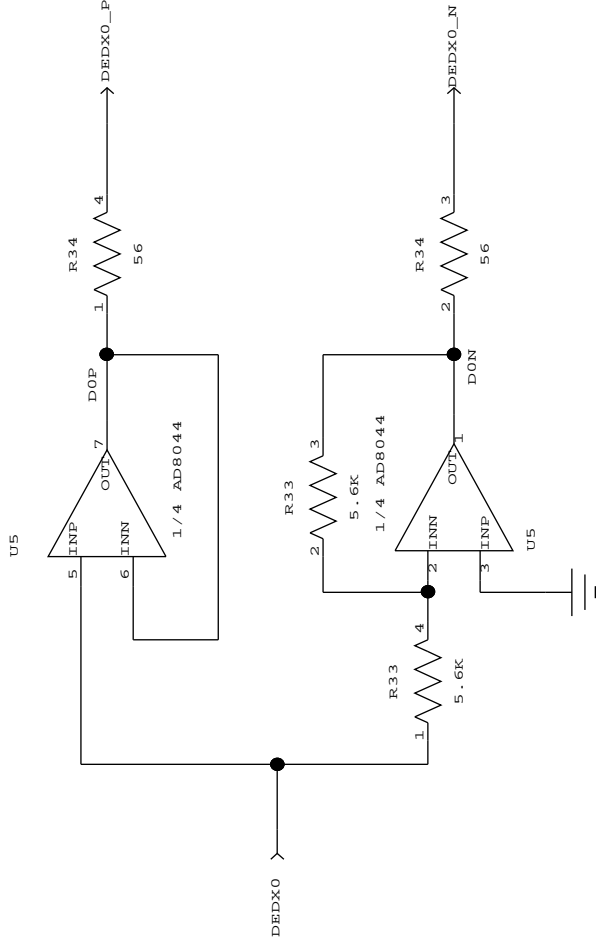 DEDX0_P
DEDX0_N
4
R34
56
1
3
R34
56
2
D0P
D0N
7
OUT
1/4 AD8044
U5
INP
INN
5
6
3
R33
5.6K
2
1/4 AD8044
1
OUT
INN
INP
U5
2
3
4
R33
5.6K
1
DEDX0